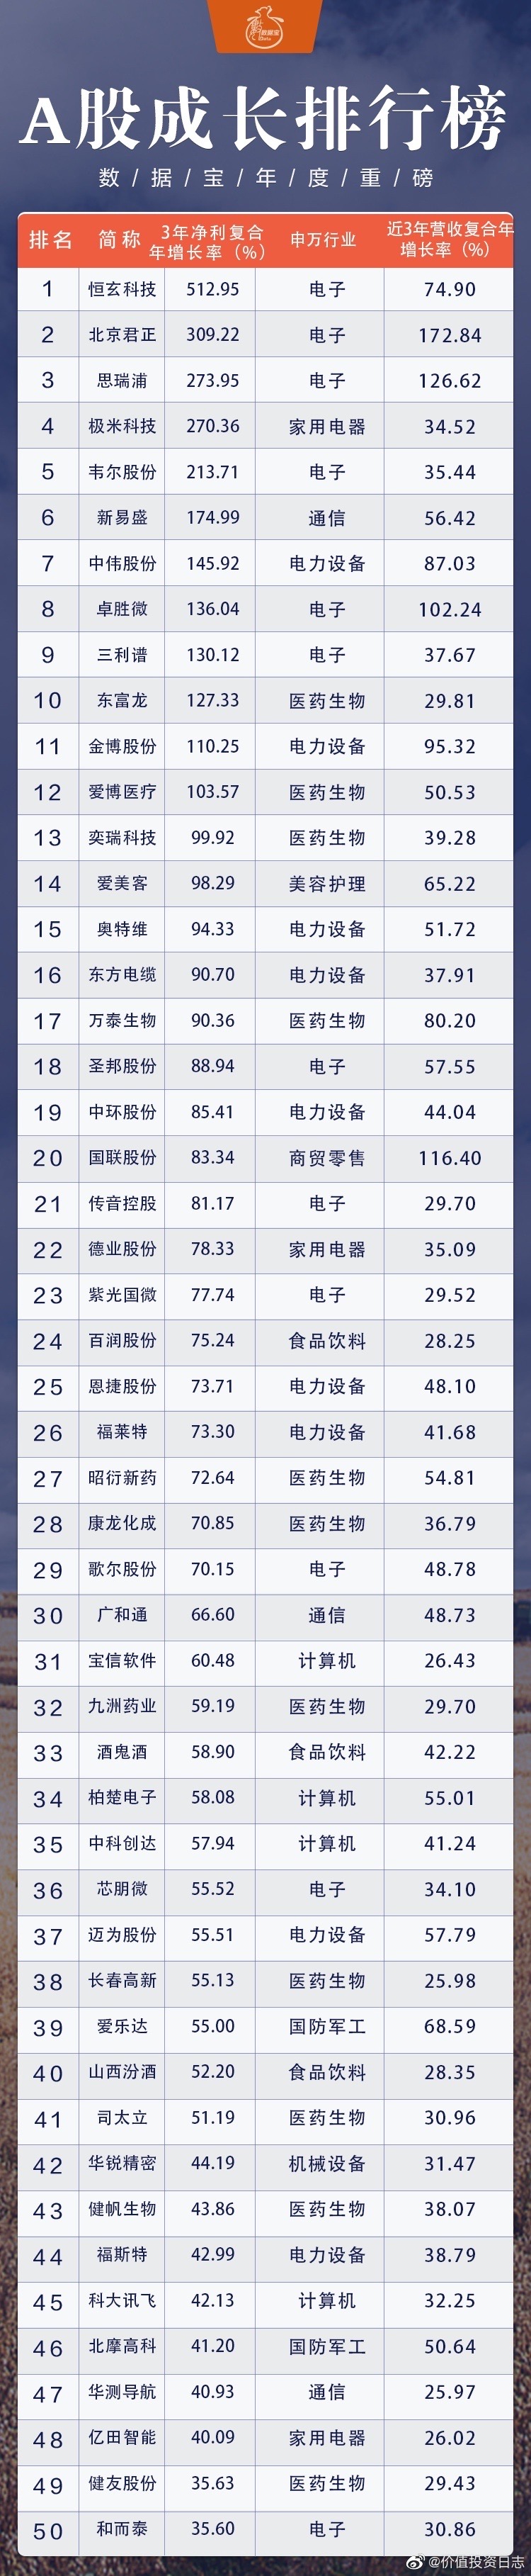 数据宝
A股成长排行榜
数/据/宝/年/度/重/磅
排名 简称 3年净利复合年增长率（%） 申万行业 近3年营收复合年增长率（%）
1 恒玄科技 512.95 电子 74.90
2 北京君正 309.22 电子 172.84
3 思瑞浦 273.95 电子 126.62
4 极米科技 270.36 家用电器 34.52
5 韦尔股份 213.71 电子 35.44
6 新易盛 174.99 通信 56.42
7 中伟股份 145.92 电力设备 87.03
8 卓胜微 136.04 电子 102.24
9 三利谱 130.12 电子 37.67
10 东富龙 127.33 医药生物 29.81
11 金博股份 110.25 电力设备 95.32
12 爱博医疗 103.57 医药生物 50.53
13 奕瑞科技 99.92 医药生物 39.28
14 爱美客 98.29 美容护理 65.22
15 奥特维 94.33 电力设备 51.72
16 东方电缆 90.70 电力设备 37.91
17 万泰生物 90.36 医药生物 80.20
18 圣邦股份 88.94 电子 57.55
19 中环股份 85.41 电力设备 44.04
20 国联股份 83.34 商贸零售 116.40
21 传音控股 81.17 电子 29.70
22 德业股份 78.33 家用电器 35.09
23 紫光国微 77.74 电子 29.52
24 百润股份 75.24 食品饮料 28.25
25 恩捷股份 73.71 电力设备 48.10
26 福莱特 73.30 电力设备 41.68
27 昭衍新药 72.64 医药生物 54.81
28 康龙化成 70.85 医药生物 36.79
29 歌尔股份 70.15 电子 48.78
30 广和通 66.60 通信 48.73
31 宝信软件 60.48 计算机 26.43
32 九洲药业 59.19 医药生物 29.70
33 酒鬼酒 58.90 食品饮料 42.22
34 柏楚电子 58.08 计算机 55.01
35 中科创达 57.94 计算机 41.24
36 芯朋微 55.52 电子 34.10
37 迈为股份 55.51 电力设备 57.79
38 长春高新 55.13 医药生物 25.98
39 爱乐达 55.00 国防军工 68.59
40 山西汾酒 52.20 食品饮料 28.35
41 司太立 51.19 医药生物 30.96
42 华锐精密 44.19 机械设备 31.47
43 健帆生物 43.86 医药生物 38.07
44 福斯特 42.99 电力设备 38.79
45 科大讯飞 42.13 计算机 32.25
46 北摩高科 41.20 国防军工 50.64
47 华测导航 40.93 通信 25.97
48 亿田智能 40.09 家用电器 26.02
49 健友股份 35.63 医药生物 29.43
50 和而泰 35.60 电子 30.86
@价值投资日志